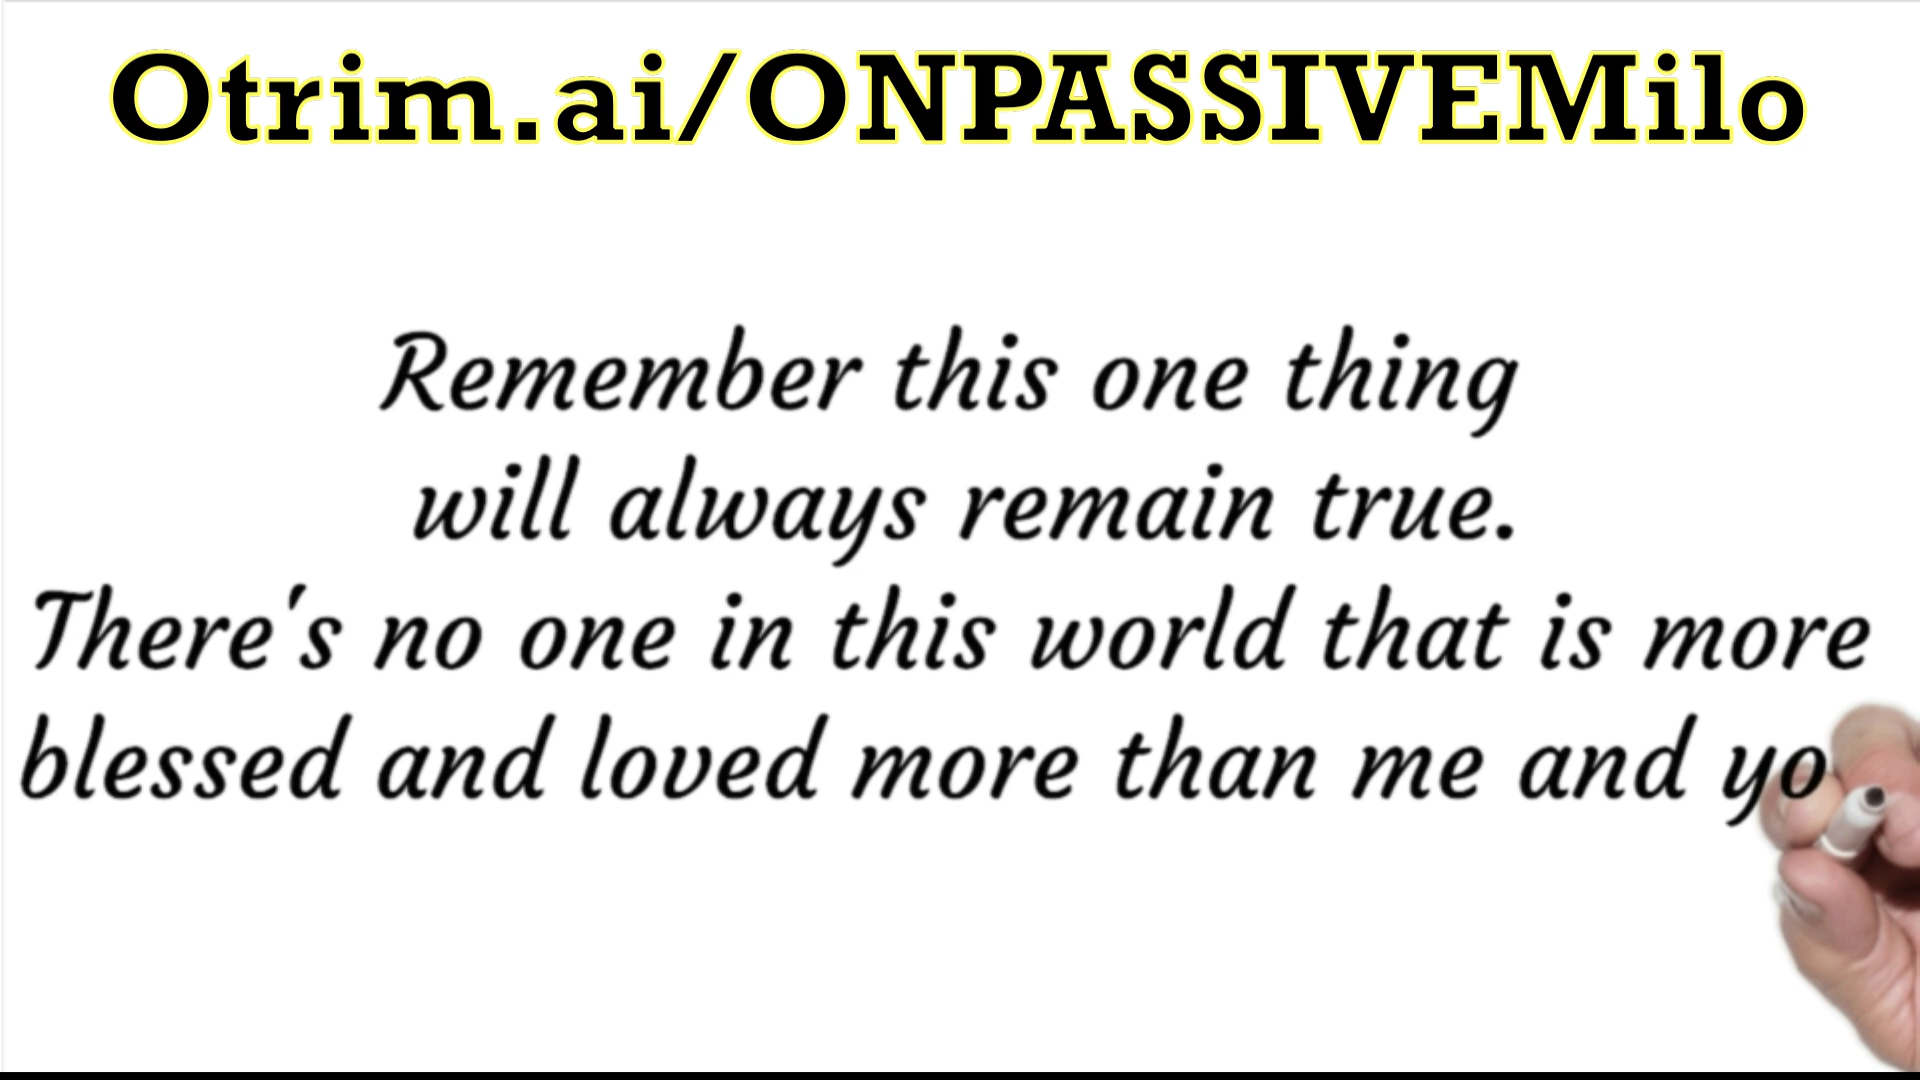 Otrim.ai/ONPASSIVEMilo
Remember this one thing
will always remain true.
There's no one in this world that is more
blessed and loved more than me and yo